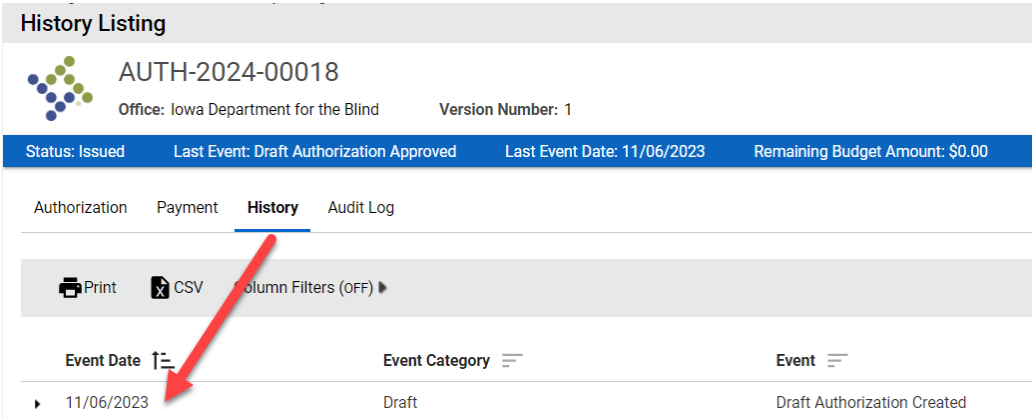 History Listing
AUTH-2024-00018
Office: Iowa Department for the Blind Version Number: 1
Status: Issued Last Event: Draft Authorization Approved Last Event Date: 11/06/2023 Remaining Budget Amount: $0.00
Authorization Payment History Audit Log
Print CSV Column Filters (OFF)
Event Date Event Category Event
11/06/2023 Draft Draft Authorization Created